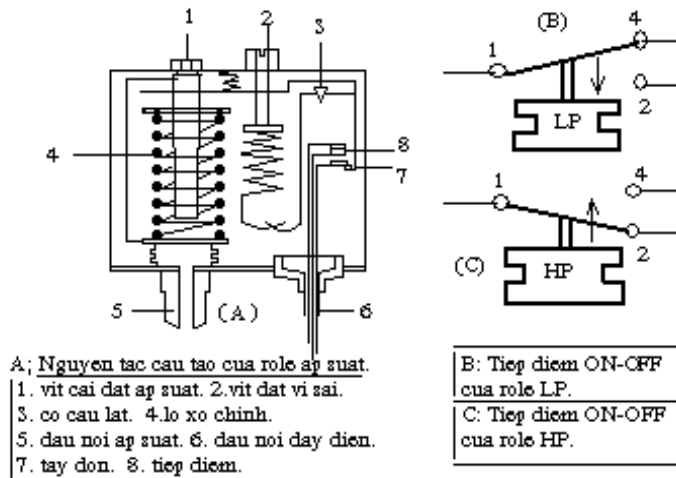 1 2 3
4
8
7
5 (A) 6
(B)
4
1
LP
2
4
1
2
(C) HP
A; Nguyen tac cau tao cua role ap suat.
1. vit cai dat ap suat. 2.vit dat vi sai.
3. co cau lat. 4.lo xo chinh.
5. dau noi ap suat. 6. dau noi day dien.
7. tay don. 8. tiep diem.
B: Tiep diem ON-OFF
cua role LP.
C: Tiep diem ON-OFF
cua role HP.